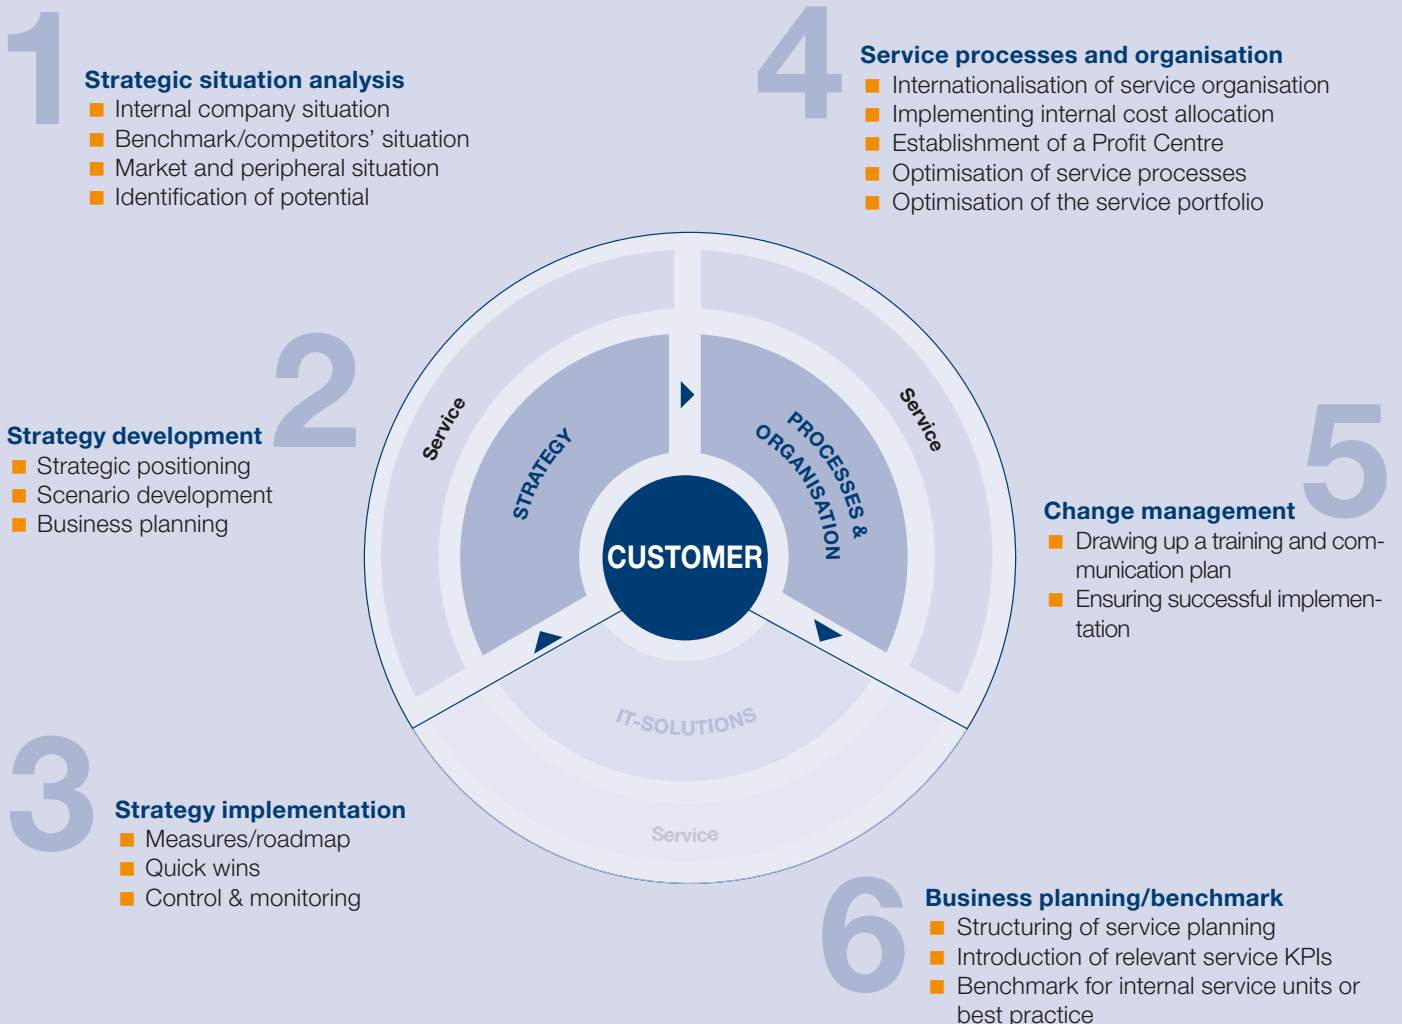 1
Strategic situation analysis
Internal company situation
Benchmark/competitors’ situation
Market and peripheral situation
Identification of potential
2
Strategy development
Strategic positioning
Scenario development
Business planning
3
Strategy implementation
Measures/roadmap
Quick wins
Control & monitoring
4
Service processes and organisation
Internationalisation of service organisation
Implementing internal cost allocation
Establishment of a Profit Centre
Optimisation of service processes
Optimisation of the service portfolio
5
Change management
Drawing up a training and com-
munication plan
Ensuring successful implemen-
tation
6
Business planning/benchmark
Structuring of service planning
Introduction of relevant service KPIs
Benchmark for internal service units or
best practice
Service
STRATEGY
CUSTOMER
PROCESSES &
ORGANISATION
Service
IT-SOLUTIONS
Service